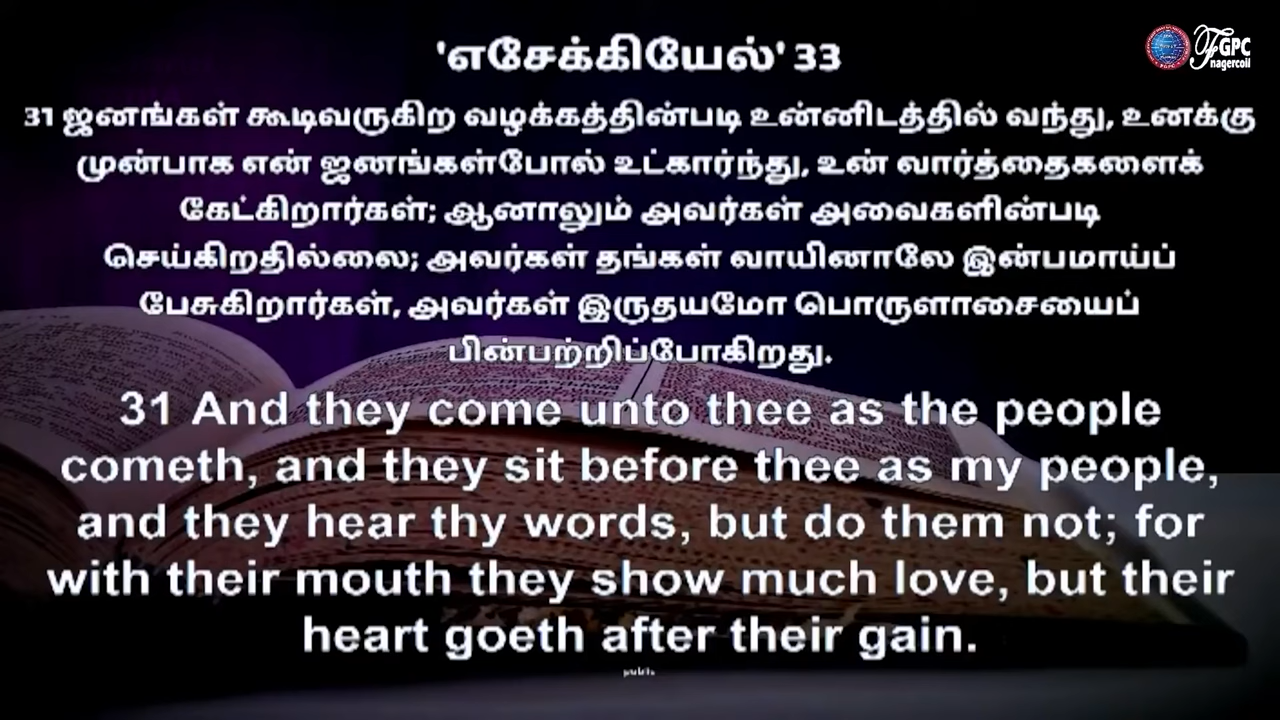 'எசேக்கியேல்' 33
FGPC
nagercoil
31 ஜனங்கள் கூடிவருகிற வழக்கத்தின்படி உன்னிடத்தில் வந்து, உனக்கு
முன்பாக என் ஜனங்கள்போல் உட்கார்ந்து, உன் வார்த்தைகளைக்
கேட்கிறார்கள்; ஆனாலும் அவர்கள் அவைகளின்படி
செய்கிறதில்லை; அவர்கள் தங்கள் வாயினாலே இன்பமாய்ப்
பேசுகிறார்கள், அவர்கள் இருதயமோ பொருளாசையைப்
பின்பற்றிப்போகிறது.
31 And they come unto thee as the people
cometh, and they sit before thee as my people,
and they hear thy words, but do them not; for
with their mouth they show much love, but their
heart goeth after their gain.